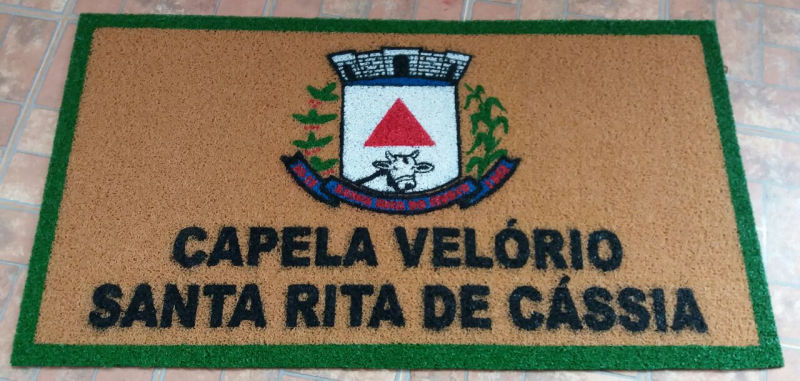 CAPELA VELÓRIO
SANTA RITA DE CÁSSIA